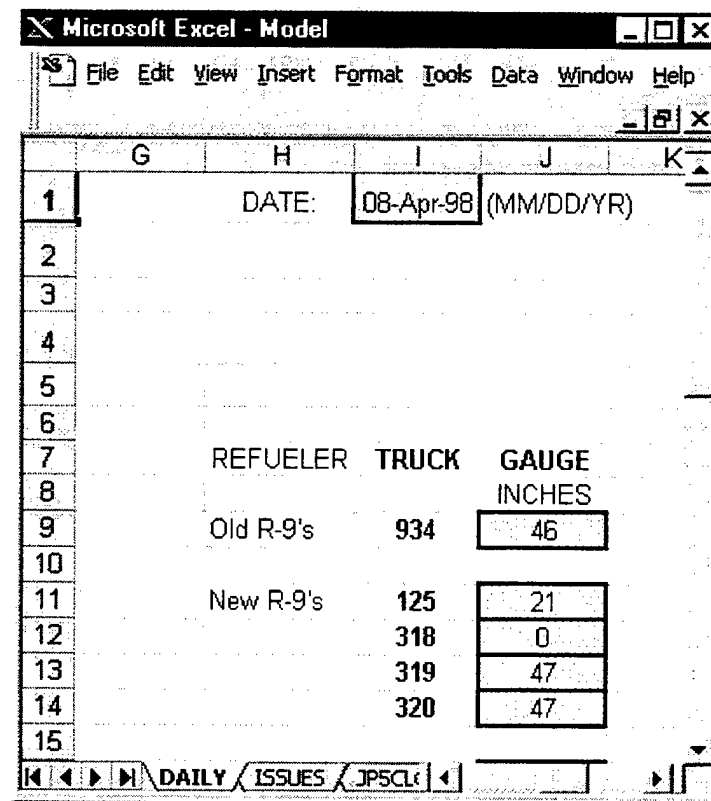 Microsoft Excel - Model
File Edit View Insert Format Tools Data Window Help
G H I J K
1 DATE: 08-Apr-98 (MM/DD/YR)
2
3
4
5
6
7 REFUELER TRUCK GAUGE
8 INCHES
9 Old R-9's 934 46
10
11 New R-9's 125 21
12 318 0
13 319 47
14 320 47
15
DAILY ISSUES